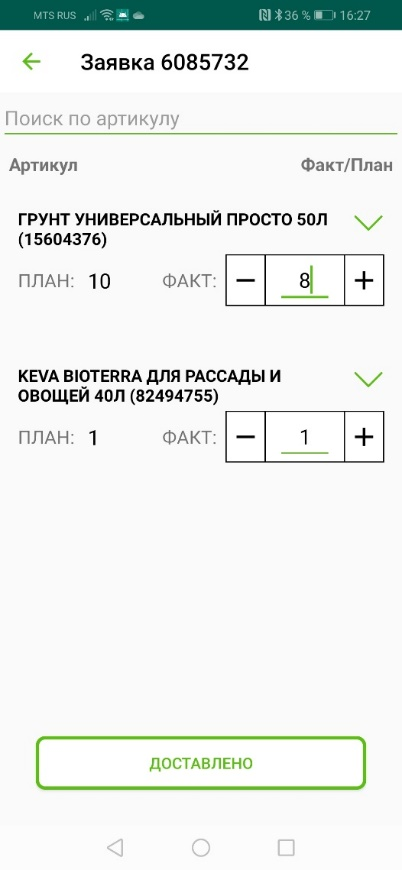 MTS RUS 36 % 16:27
Заявка 6085732
Поиск по артикулу
Артикул Факт/План
ГРУНТ УНИВЕРСАЛЬНЫЙ ПРОСТО 50Л
(15604376)
ПЛАН: 10 ФАКТ: − 8 +
KEVA BIOTERRA ДЛЯ РАССАДЫ И
ОВОЩЕЙ 40Л (82494755)
ПЛАН: 1 ФАКТ: − 1 +
ДОСТАВЛЕНО